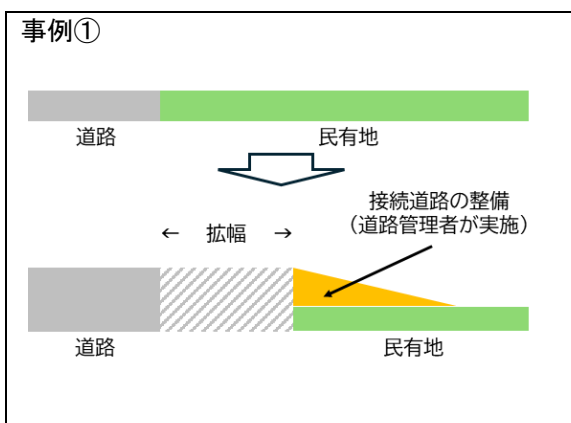 事例①
道路
民有地
接続道路の整備
（道路管理者が実施）
← 拡幅 →
道路
民有地